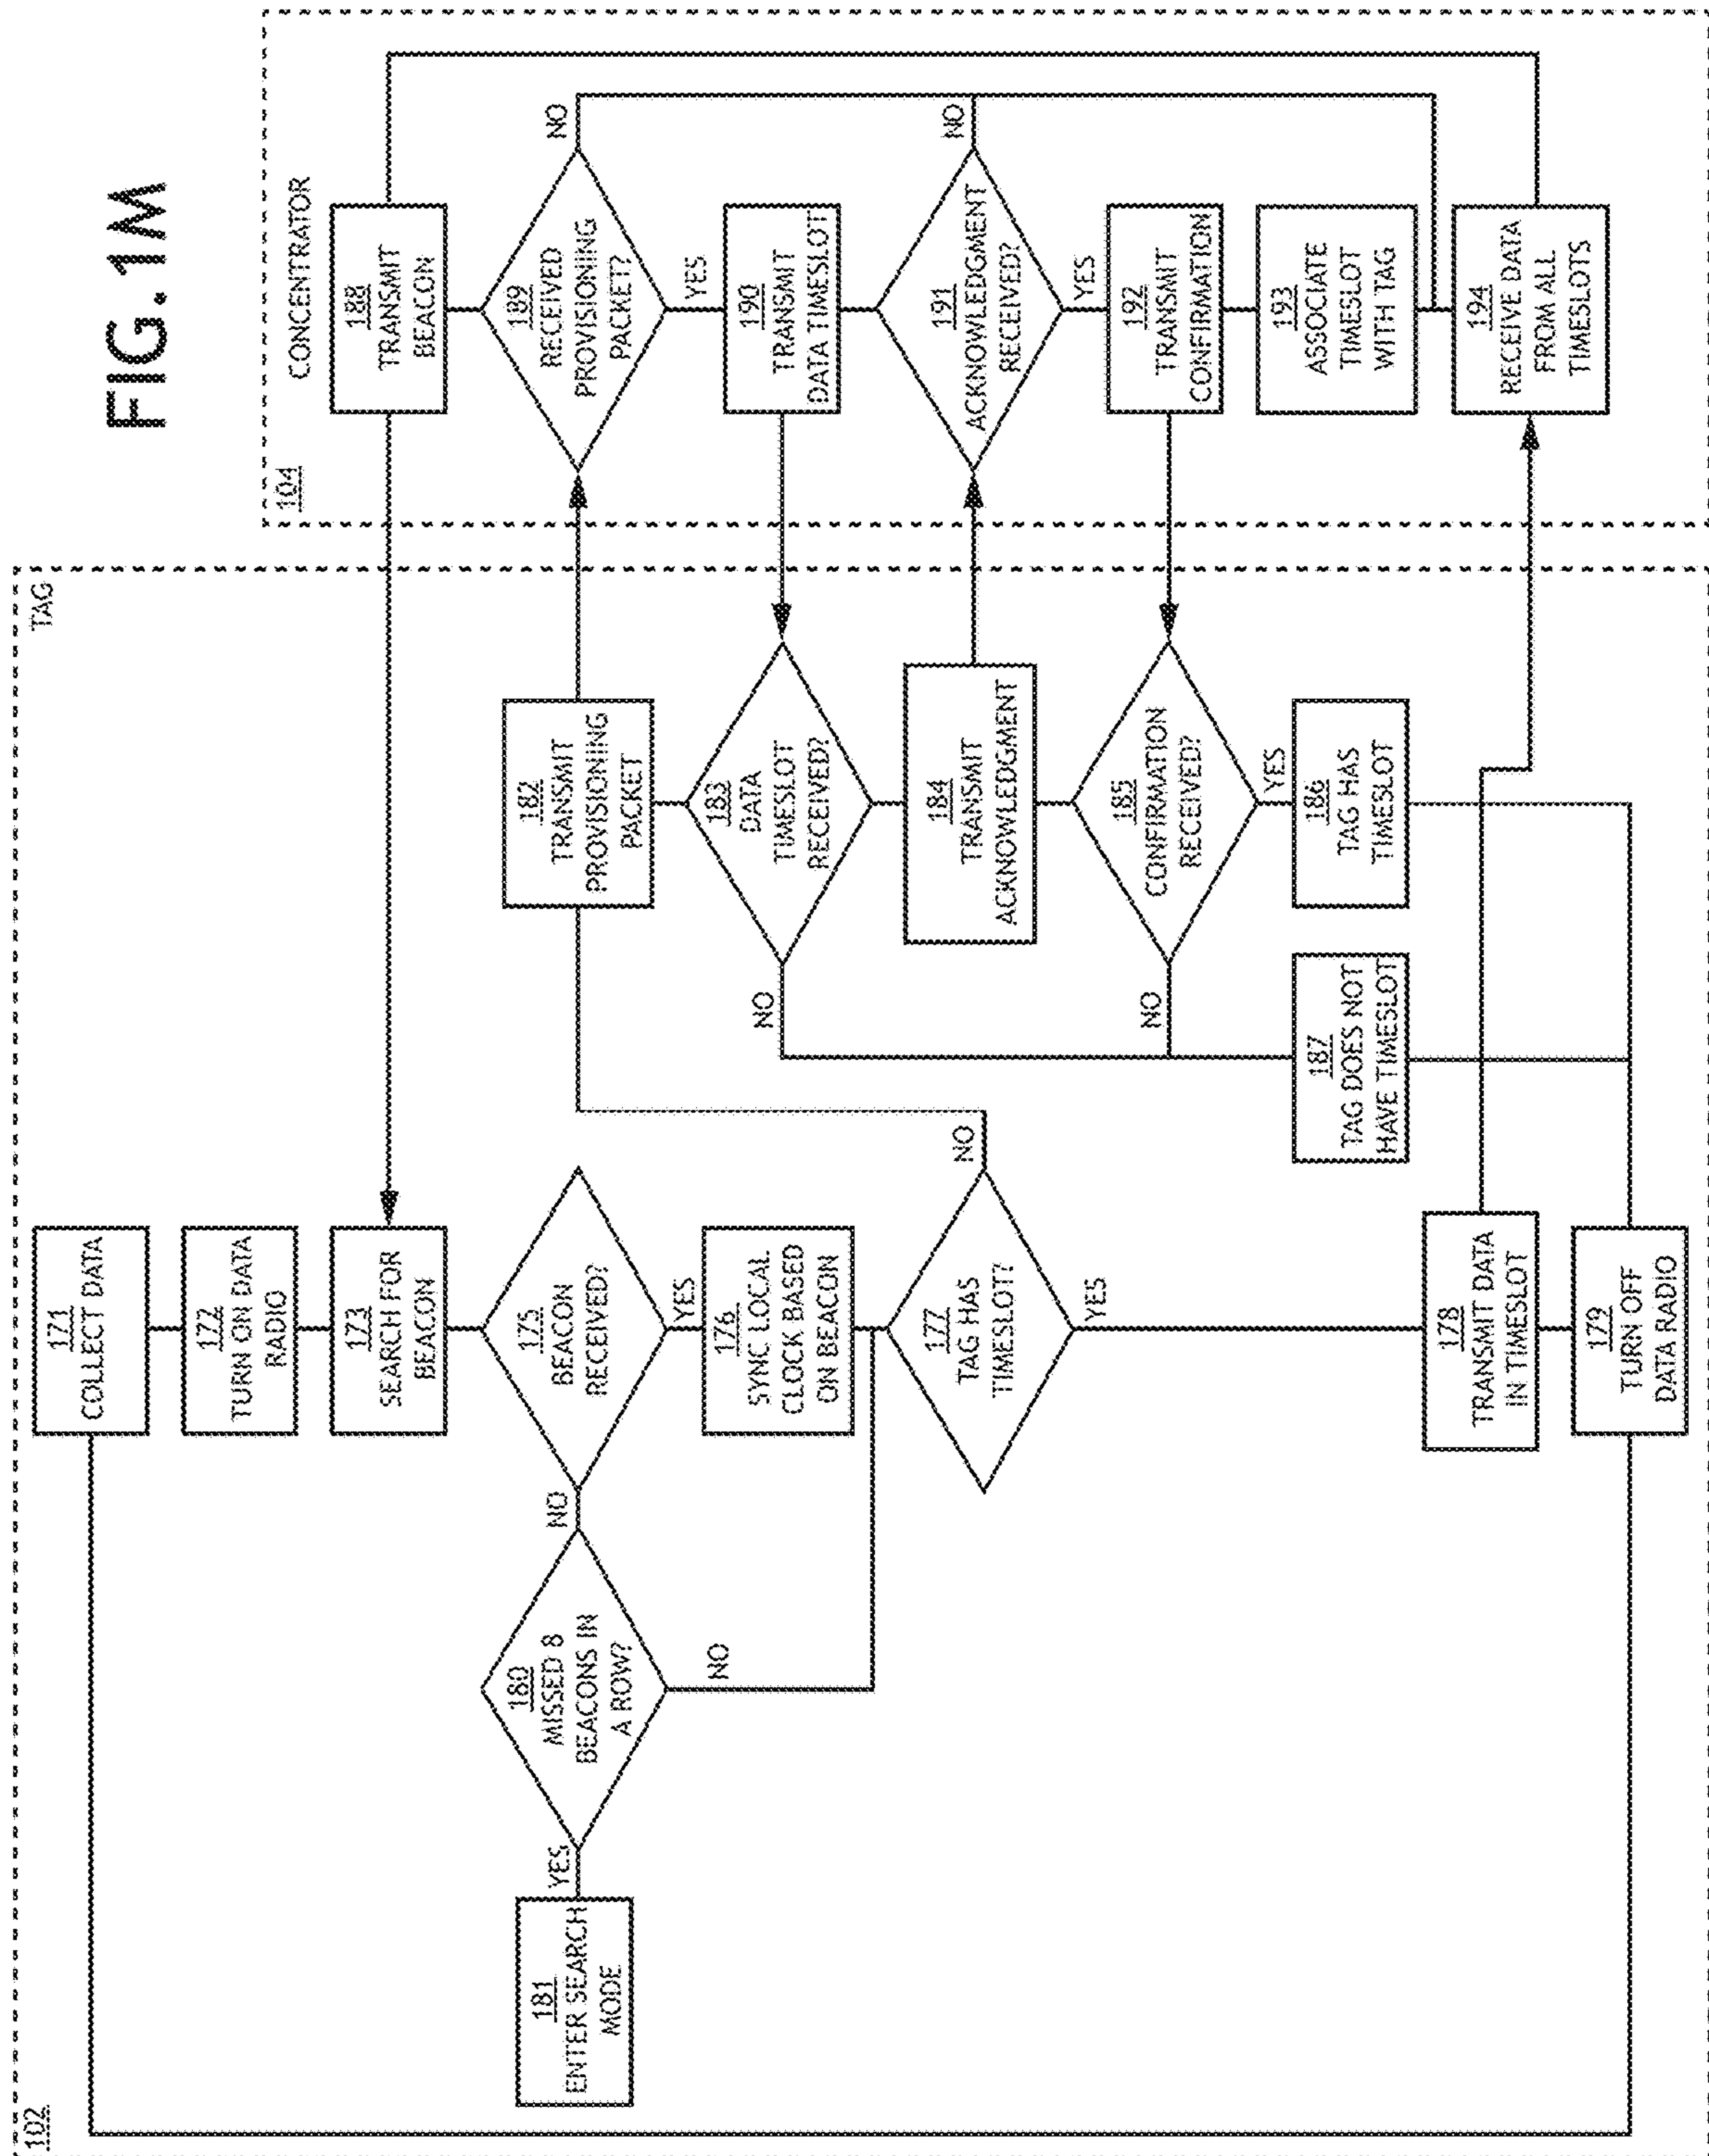 FIG. 1M
102
TAG
171
COLLECT DATA
172
TURN ON DATA
RADIO
173
SEARCH FOR
BEACON
175
BEACON
RECEIVED?
NO
YES
180
MISSED 8
BEACONS IN
A ROW?
YES
NO
181
ENTER SEARCH
MODE
176
SYNC LOCAL
CLOCK BASED
ON BEACON
177
TAG HAS
TIMESLOT?
NO
YES
178
TRANSMIT DATA
IN TIMESLOT
179
TURN OFF
DATA RADIO
182
TRANSMIT
PROVISIONING
PACKET
183
DATA
TIMESLOT
RECEIVED?
NO
184
TRANSMIT
ACKNOWLEDGMENT
185
CONFIRMATION
RECEIVED?
NO
YES
186
TAG HAS
TIMESLOT
187
TAG DOES NOT
HAVE TIMESLOT
104
CONCENTRATOR
188
TRANSMIT
BEACON
189
RECEIVED
PROVISIONING
PACKET?
NO
YES
190
TRANSMIT
DATA TIMESLOT
191
ACKNOWLEDGMENT
RECEIVED?
NO
YES
192
TRANSMIT
CONFIRMATION
193
ASSOCIATE
TIMESLOT
WITH TAG
194
RECEIVE DATA
FROM ALL
TIMESLOTS